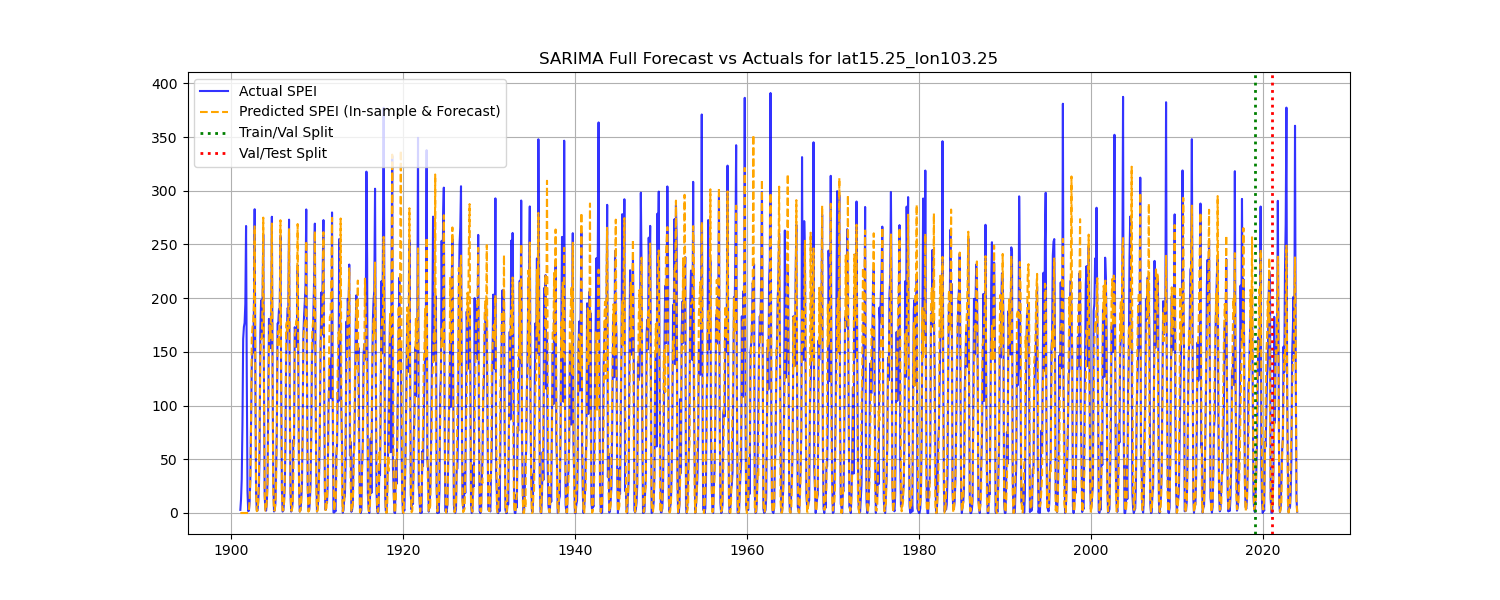 SARIMA Full Forecast vs Actuals for lat15.25_lon103.25
Actual SPEI
Predicted SPEI (In-sample & Forecast)
Train/Val Split
Val/Test Split
400
350
300
250
200
150
100
50
0
1900 1920 1940 1960 1980 2000 2020